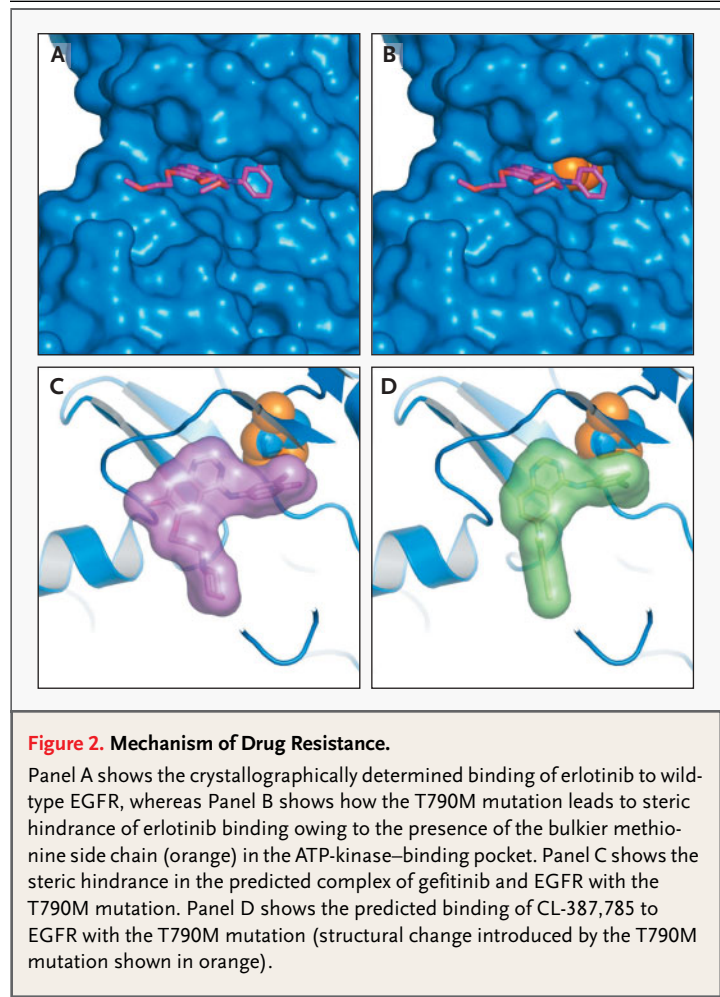 A
B
C
D
Figure 2. Mechanism of Drug Resistance.
Panel A shows the crystallographically determined binding of erlotinib to wild-
type EGFR, whereas Panel B shows how the T790M mutation leads to steric
hindrance of erlotinib binding owing to the presence of the bulkier methio-
nine side chain (orange) in the ATP-kinase–binding pocket. Panel C shows the
steric hindrance in the predicted complex of gefitinib and EGFR with the
T790M mutation. Panel D shows the predicted binding of CL-387,785 to
EGFR with the T790M mutation (structural change introduced by the T790M
mutation shown in orange).